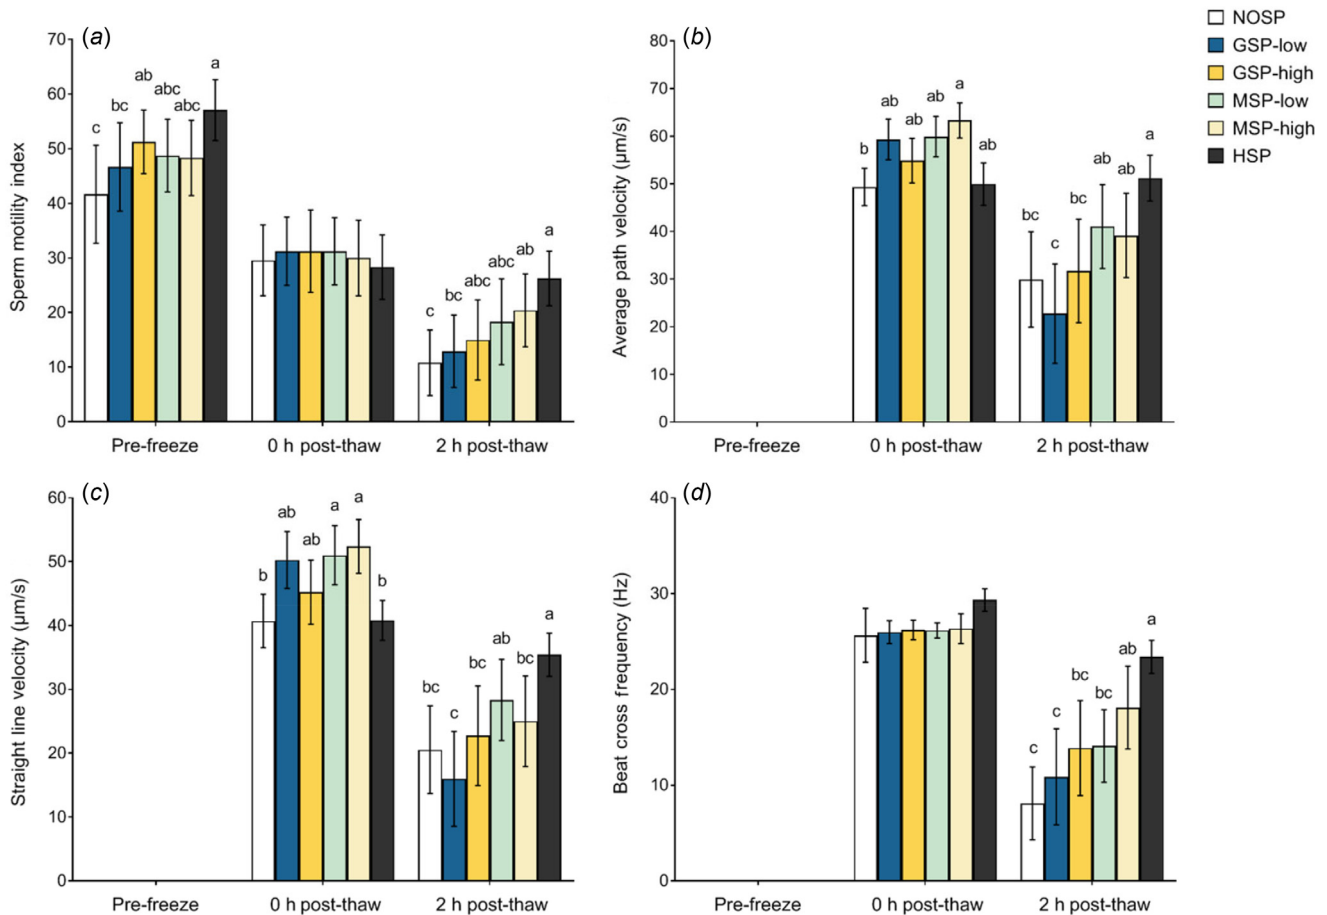 (a)
Sperm motility index
70
60
50
40
30
20
10
0
c
bc
ab
abc
abc
a
c
bc
abc
abc
ab
a
Pre-freeze
0 h post-thaw
2 h post-thaw
(b)
Average path velocity (µm/s)
80
70
60
50
40
30
20
10
0
b
ab
ab
ab
a
ab
bc
c
bc
ab
ab
a
Pre-freeze
0 h post-thaw
2 h post-thaw
NOSP
GSP-low
GSP-high
MSP-low
MSP-high
HSP
(c)
Straight line velocity (µm/s)
60
50
40
30
20
10
0
b
ab
ab
a
a
b
bc
c
bc
ab
bc
a
Pre-freeze
0 h post-thaw
2 h post-thaw
(d)
Beat cross frequency (Hz)
40
30
20
10
0
c
c
bc
bc
ab
a
Pre-freeze
0 h post-thaw
2 h post-thaw